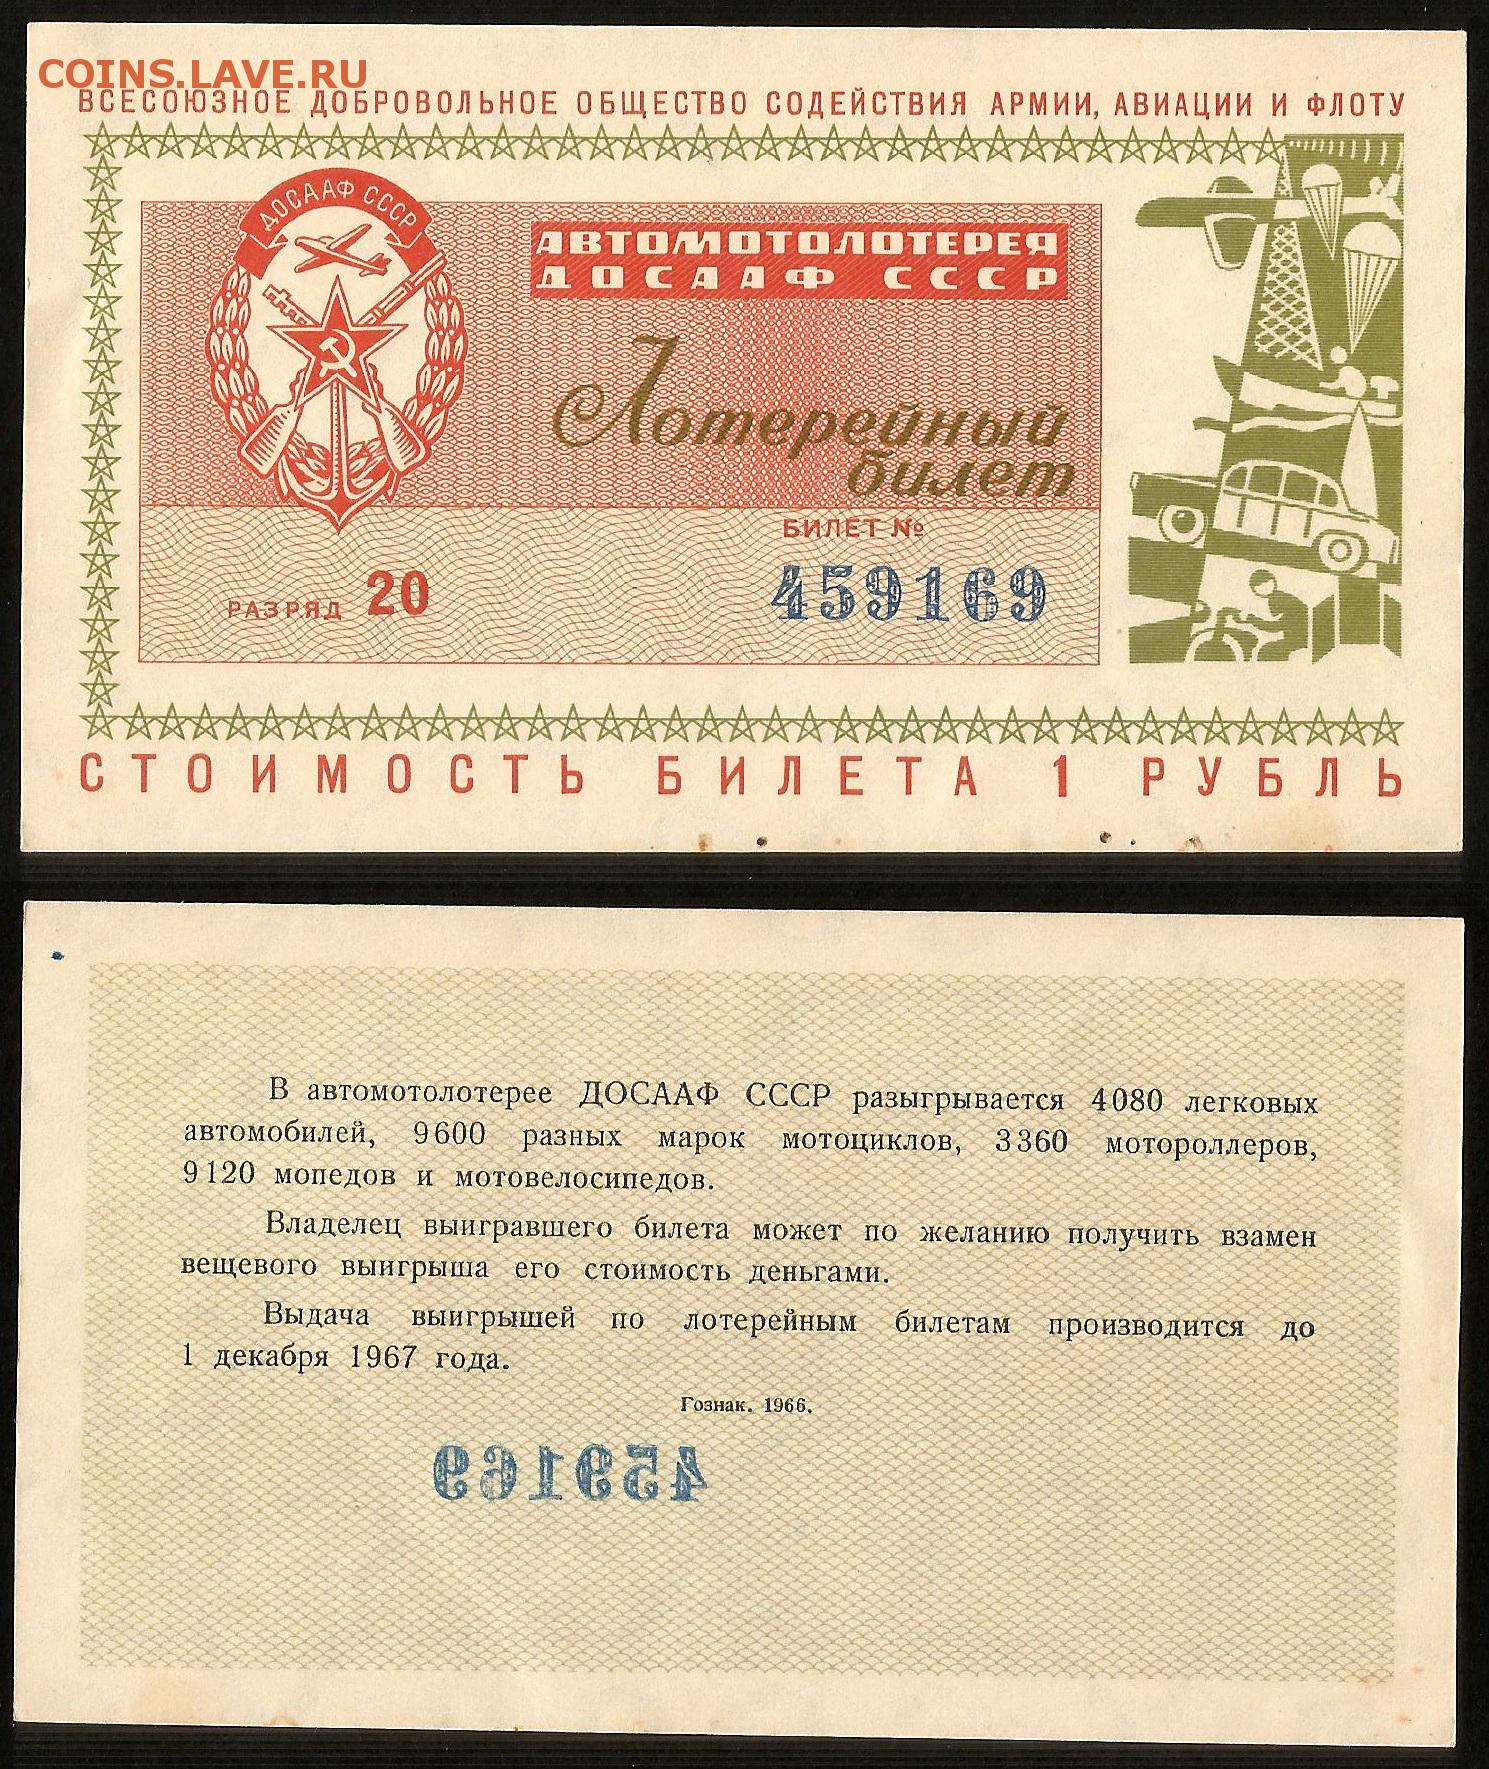 COINS.LAVE.RU
ВСЕСОЮЗНОЕ ДОБРОВОЛЬНОЕ ОБЩЕСТВО СОДЕЙСТВИЯ АРМИИ, АВИАЦИИ И ФЛОТУ
ДОСААФ СССР
АВТОМОТОЛОТЕРЕЯ
ДОСААФ СССР
Лотерейный
билет
БИЛЕТ №
РАЗРЯД 20
459169
СТОИМОСТЬ БИЛЕТА 1 РУБЛЬ
В автомотолотерее ДОСААФ СССР разыгрывается 4080 легковых
автомобилей, 9600 разных марок мотоциклов, 3360 мотороллеров,
9120 мопедов и мотовелосипедов.
Владелец выигравшего билета может по желанию получить взамен
вещевого выигрыша его стоимость деньгами.
Выдача выигрышей по лотерейным билетам производится до
1 декабря 1967 года.
Гознак. 1966.
459169